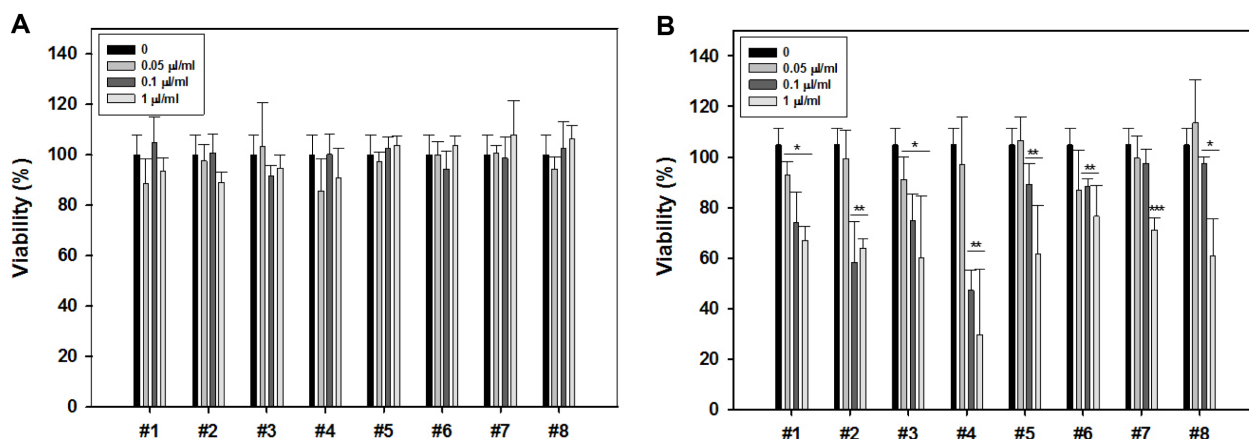 A
140
120
100
80
60
40
20
0
Viability (%)
0
0.05 µl/ml
0.1 µl/ml
1 µl/ml
#1 #2 #3 #4 #5 #6 #7 #8
B
140
120
100
80
60
40
20
0
Viability (%)
0
0.05 µl/ml
0.1 µl/ml
1 µl/ml
* ** * ** ** ** *** *
#1 #2 #3 #4 #5 #6 #7 #8